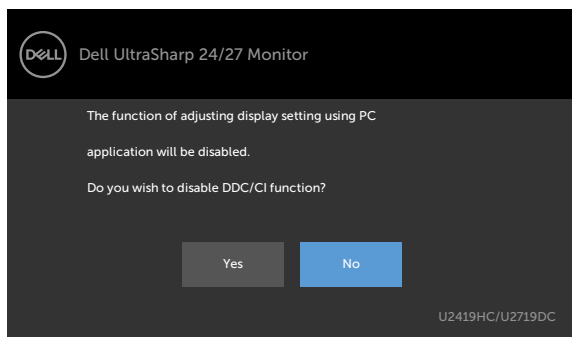 DELL
Dell UltraSharp 24/27 Monitor
The function of adjusting display setting using PC
application will be disabled.
Do you wish to disable DDC/CI function?
Yes No
U2419HC/U2719DC